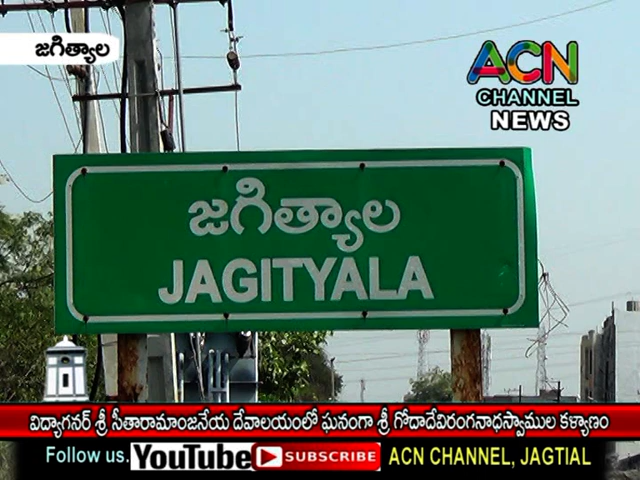 జగిత్యాల
ACN
CHANNEL
NEWS
జగిత్యాల
JAGITYALA
విద్యానగర్ శ్రీ సీతారామాంజనేయ దేవాలయంలో ఘనంగా శ్రీ గోదాదేవిరంగనాధస్వాముల కళ్యాణం
Follow us. YouTube SUBSCRIBE ACN CHANNEL, JAGTIAL